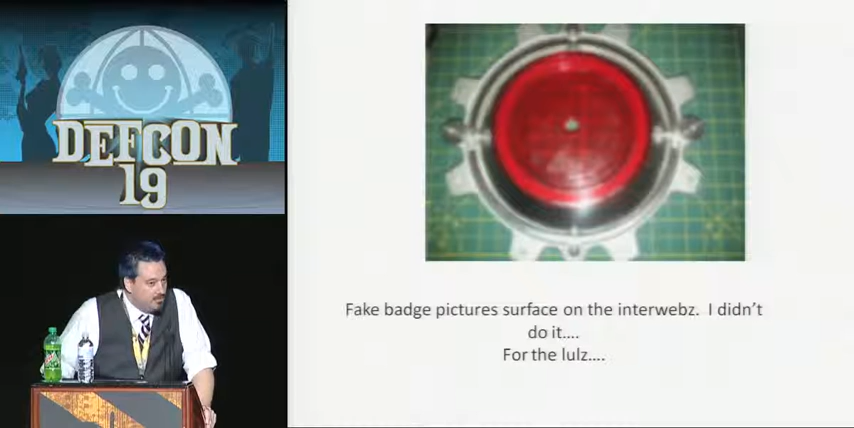 DEFCON
19
Fake badge pictures surface on the interwebz.  I didn't
do it....
For the lulz....